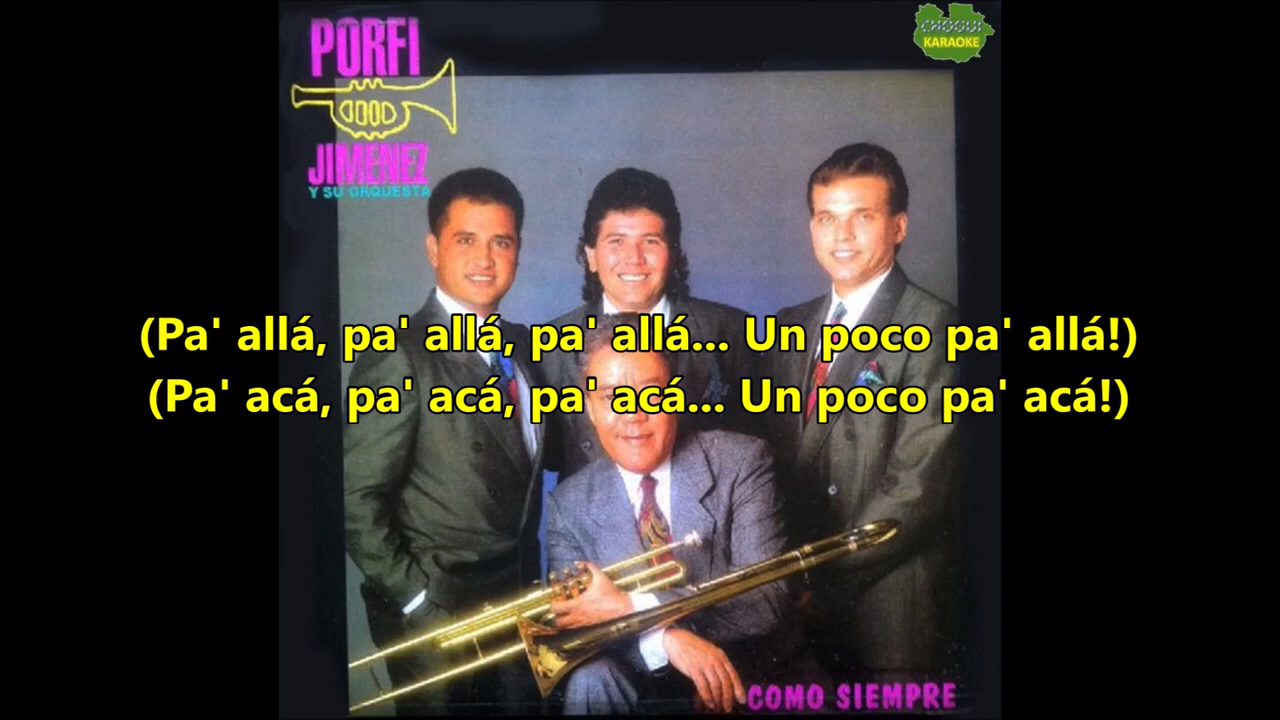 PORFI
JIMENEZ
Y SU ORQUESTA
CHOGUI
KARAOKE
(Pa' allá, pa' allá, pa' allá... Un poco pa' allá!)
(Pa' acá, pa' acá, pa' acá... Un poco pa' acá!)
COMO SIEMPRE